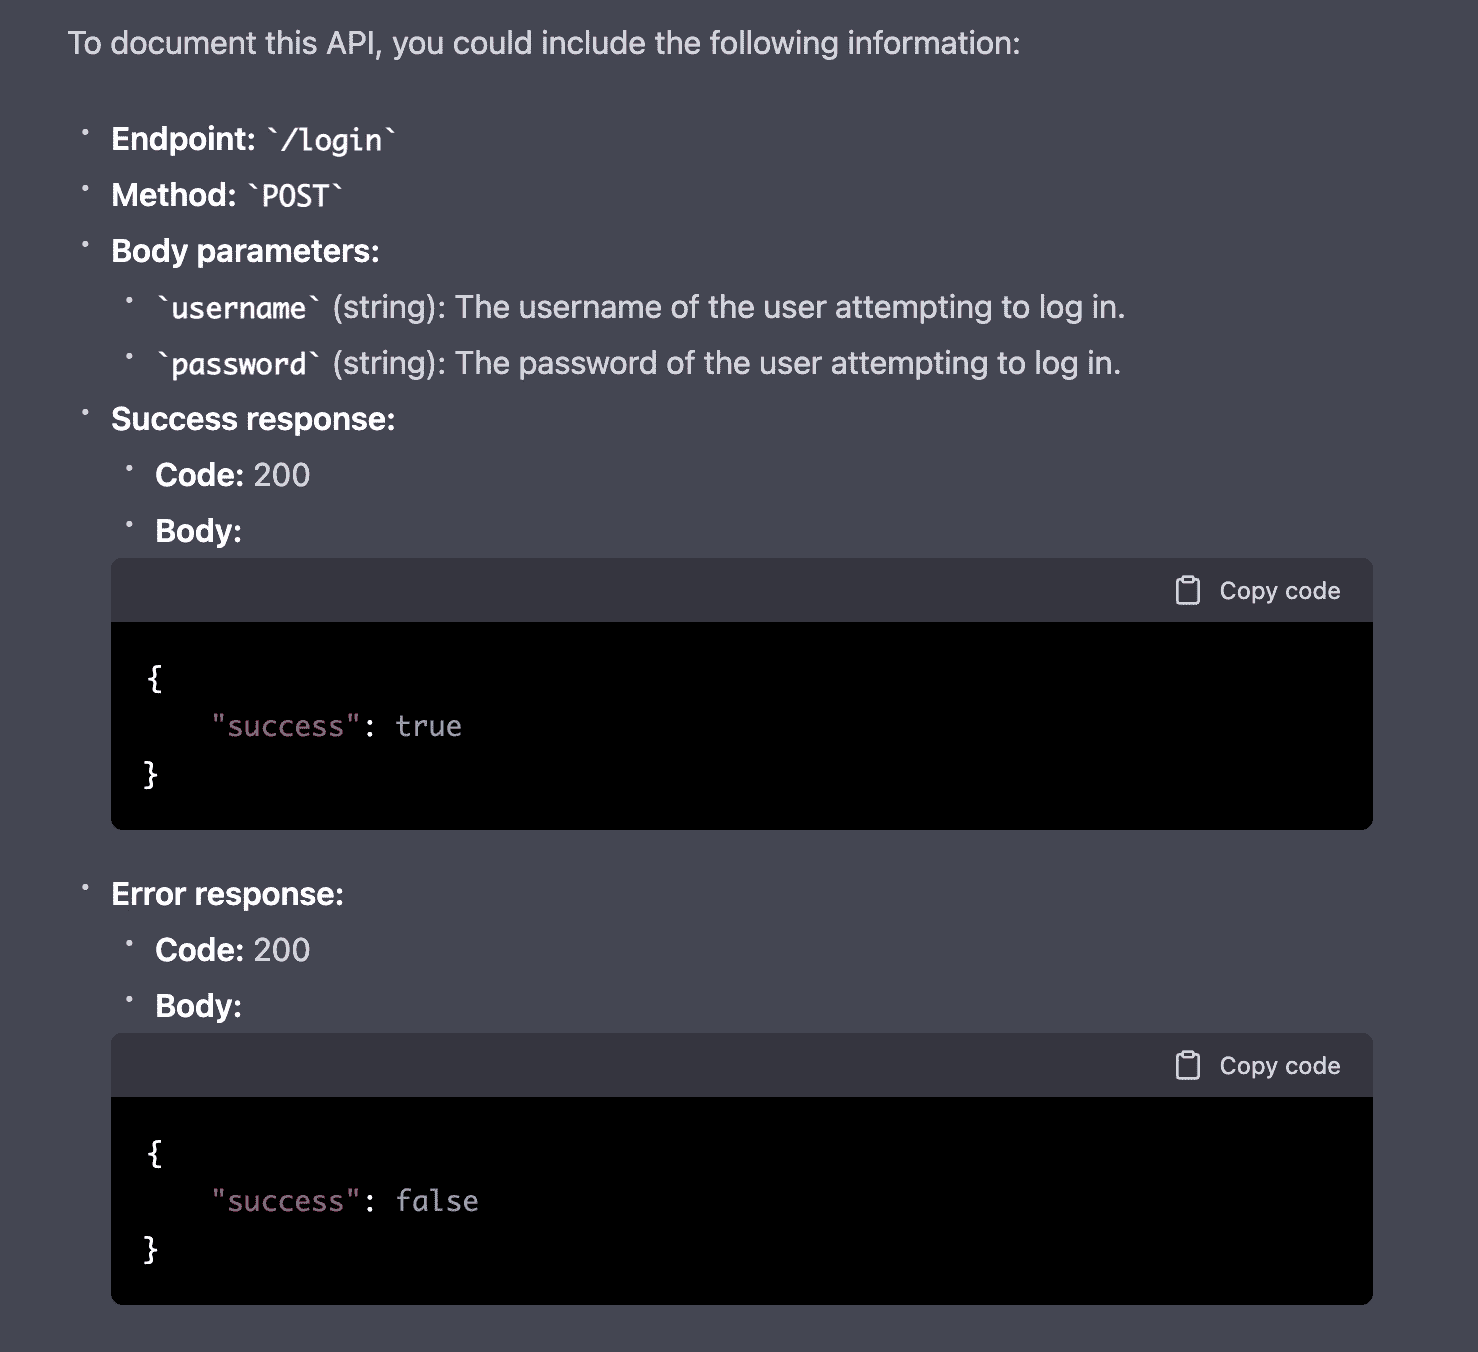 To document this API, you could include the following information:
• Endpoint: `/login`
• Method: `POST`
• Body parameters:
• `username` (string): The username of the user attempting to log in.
• `password` (string): The password of the user attempting to log in.
• Success response:
• Code: 200
• Body:
Copy code
{
    "success": true
}
• Error response:
• Code: 200
• Body:
Copy code
{
    "success": false
}